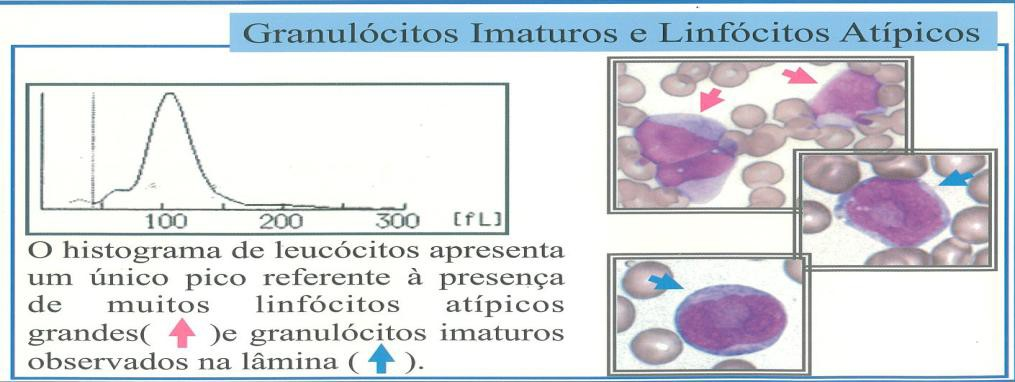 Granulócitos Imaturos e Linfócitos Atípicos
100 200 300 [fL]
O histograma de leucócitos apresenta
um único pico referente à presença
de muitos linfócitos atípicos
grandes( )e granulócitos imaturos
observados na lâmina ( ).